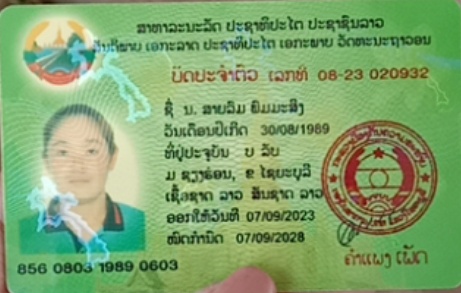 ສາທາລະນະລັດ ປະຊາທິປະໄຕ ປະຊາຊົນລາວ
ສັນຕິພາບ ເອກະລາດ ປະຊາທິປະໄຕ ເອກະພາບ ວັດທະນະຖາວອນ
ບັດປະຈຳຕົວ ເລກທີ 08-23 020932
ຊື່ ນ. ສາຍລົມ ພິມມະສິງ
ວັນເດືອນປີເກີດ 30/08/1989
ທີ່ຢູ່ປະຈຸບັນ ບ ລັບ
ມ ຊຽງຮ່ອນ, ຂ ໄຊຍະບູລີ
ເຊື້ອຊາດ ລາວ ສັນຊາດ ລາວ
ອອກໃຫ້ວັນທີ 07/09/2023
ໝົດກຳນົດ 07/09/2028
856 0803 1989 0603
ຄຳແພງ ເພັດ